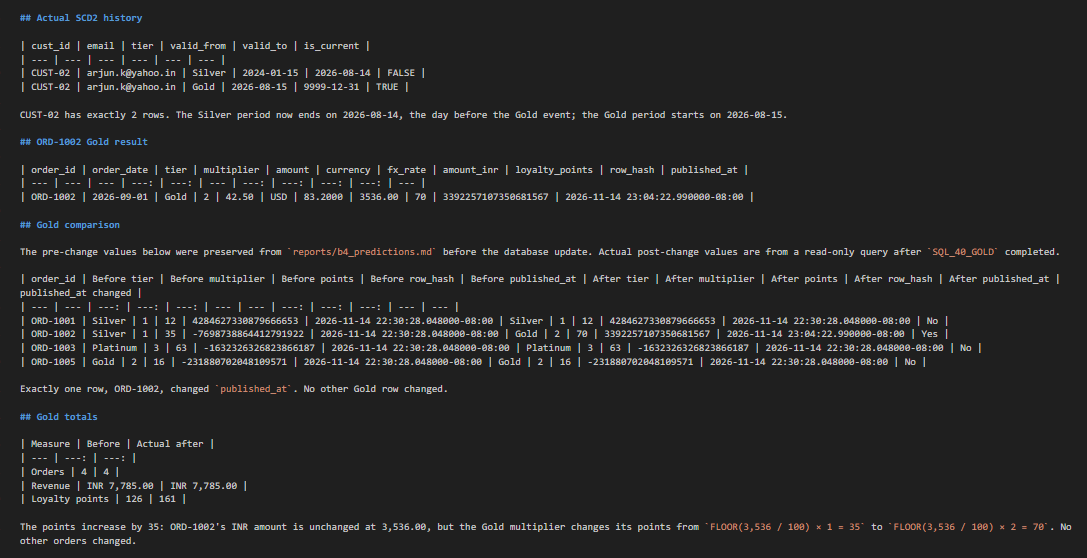 ## Actual SCD2 history
| cust_id | email | tier | valid_from | valid_to | is_current |
| --- | --- | --- | --- | --- | --- |
| CUST-02 | arjun.k@yahoo.in | Silver | 2024-01-15 | 2026-08-14 | FALSE |
| CUST-02 | arjun.k@yahoo.in | Gold | 2026-08-15 | 9999-12-31 | TRUE |
CUST-02 has exactly 2 rows. The Silver period now ends on 2026-08-14, the day before the Gold event; the Gold period starts on 2026-08-15.
## ORD-1002 Gold result
| order_id | order_date | tier | multiplier | amount | currency | fx_rate | amount_inr | loyalty_points | row_hash | published_at |
| --- | --- | --- | ---: | ---: | --- | ---: | ---: | ---: | ---: | --- |
| ORD-1002 | 2026-09-01 | Gold | 2 | 42.50 | USD | 83.2000 | 3536.00 | 70 | 3392257107350681567 | 2026-11-14 23:04:22.990000-08:00 |
## Gold comparison
The pre-change values below were preserved from `reports/b4_predictions.md` before the database update. Actual post-change values are from a read-only query after `SQL_40_GOLD` completed.
| order_id | Before tier | Before multiplier | Before points | Before row_hash | Before published_at | After tier | After multiplier | After points | After row_hash | After published_at |
published_at changed |
| --- | --- | ---: | ---: | ---: | --- | --- | ---: | ---: | ---: | --- | --- |
| ORD-1001 | Silver | 1 | 12 | 4284627330879666653 | 2026-11-14 22:30:28.048000-08:00 | Silver | 1 | 12 | 4284627330879666653 | 2026-11-14 22:30:28.048000-08:00 | No |
| ORD-1002 | Silver | 1 | 35 | -7698738864412791922 | 2026-11-14 22:30:28.048000-08:00 | Gold | 2 | 70 | 3392257107350681567 | 2026-11-14 23:04:22.990000-08:00 | Yes |
| ORD-1003 | Platinum | 3 | 63 | -1632326326823866187 | 2026-11-14 22:30:28.048000-08:00 | Platinum | 3 | 63 | -1632326326823866187 | 2026-11-14 22:30:28.048000-08:00 | No |
| ORD-1005 | Gold | 2 | 16 | -231880702048109571 | 2026-11-14 22:30:28.048000-08:00 | Gold | 2 | 16 | -231880702048109571 | 2026-11-14 22:30:28.048000-08:00 | No |
Exactly one row, ORD-1002, changed `published_at`. No other Gold row changed.
## Gold totals
| Measure | Before | Actual after |
| --- | ---: | ---: |
| Orders | 4 | 4 |
| Revenue | INR 7,785.00 | INR 7,785.00 |
| Loyalty points | 126 | 161 |
The points increase by 35: ORD-1002's INR amount is unchanged at 3,536.00, but the Gold multiplier changes its points from `FLOOR(3,536 / 100) × 1 = 35` to `FLOOR(3,536 / 100) × 2 = 70`. No
other orders changed.